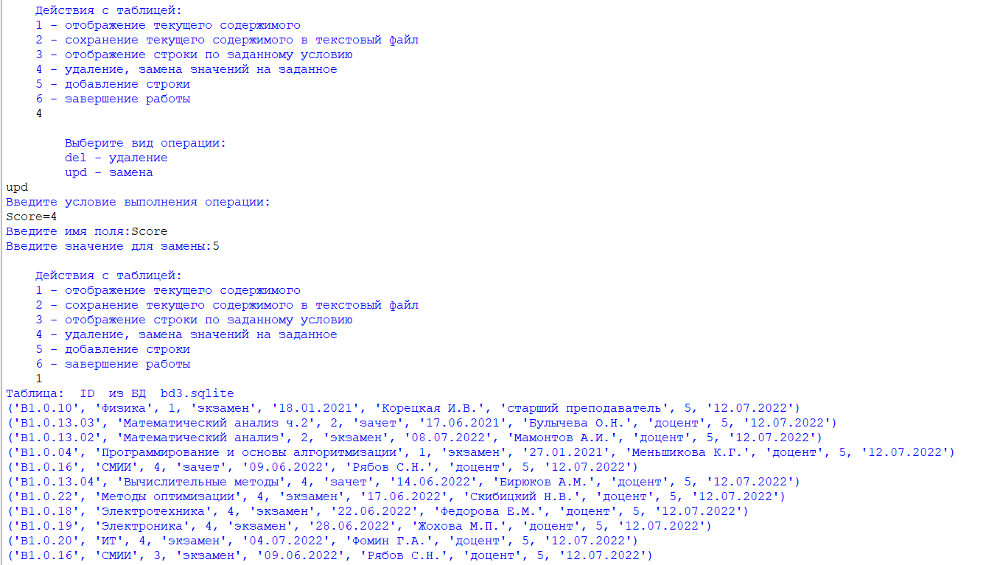 Действия с таблицей:
1 - отображение текущего содержимого
2 - сохранение текущего содержимого в текстовый файл
3 - отображение строки по заданному условию
4 - удаление, замена значений на заданное
5 - добавление строки
6 - завершение работы
4
Выберите вид операции:
del - удаление
upd - замена
upd
Введите условие выполнения операции:
Score=4
Введите имя поля:Score
Введите значение для замены:5
Действия с таблицей:
1 - отображение текущего содержимого
2 - сохранение текущего содержимого в текстовый файл
3 - отображение строки по заданному условию
4 - удаление, замена значений на заданное
5 - добавление строки
6 - завершение работы
1
Таблица:  ID  из БД  bd3.sqlite
('B1.0.10', 'Физика', 1, 'экзамен', '18.01.2021', 'Корецкая И.В.', 'старший преподаватель', 5, '12.07.2022')
('B1.0.13.03', 'Математический анализ ч.2', 2, 'зачет', '17.06.2021', 'Булычева О.Н.', 'доцент', 5, '12.07.2022')
('B1.0.13.02', 'Математический анализ', 2, 'экзамен', '08.07.2022', 'Мамонтов А.И.', 'доцент', 5, '12.07.2022')
('B1.0.04', 'Программирование и основы алгоритмизации', 1, 'экзамен', '27.01.2021', 'Меньшикова К.Г.', 'доцент', 5, '12.07.2022')
('B1.0.16', 'СМИИ', 4, 'зачет', '09.06.2022', 'Рябов С.Н.', 'доцент', 5, '12.07.2022')
('B1.0.13.04', 'Вычислительные методы', 4, 'зачет', '14.06.2022', 'Бирюков А.М.', 'доцент', 5, '12.07.2022')
('B1.0.22', 'Методы оптимизации', 4, 'экзамен', '17.06.2022', 'Скибицкий Н.В.', 'доцент', 5, '12.07.2022')
('B1.0.18', 'Электротехника', 4, 'экзамен', '22.06.2022', 'Федорова Е.М.', 'доцент', 5, '12.07.2022')
('B1.0.19', 'Электроника', 4, 'экзамен', '28.06.2022', 'Жохова М.П.', 'доцент', 5, '12.07.2022')
('B1.0.20', 'ИТ', 4, 'экзамен', '04.07.2022', 'Фомин Г.А.', 'доцент', 5, '12.07.2022')
('B1.0.16', 'СМИИ', 3, 'экзамен', '09.06.2022', 'Рябов С.Н.', 'доцент', 5, '12.07.2022')